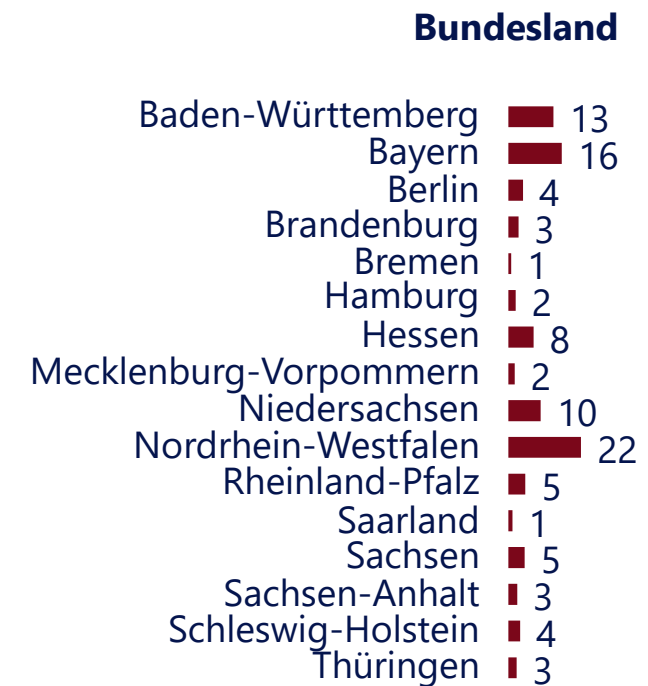 Bundesland
Baden-Württemberg 13
Bayern 16
Berlin 4
Brandenburg 3
Bremen 1
Hamburg 2
Hessen 8
Mecklenburg-Vorpommern 2
Niedersachsen 10
Nordrhein-Westfalen 22
Rheinland-Pfalz 5
Saarland 1
Sachsen 5
Sachsen-Anhalt 3
Schleswig-Holstein 4
Thüringen 3